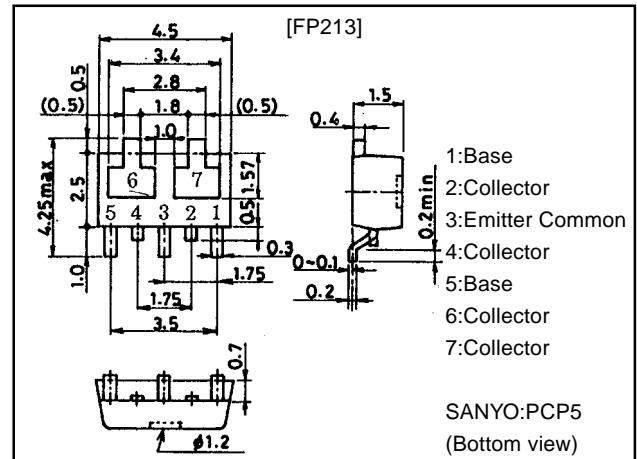 [FP213]
4.5
3.4
2.8
(0.5) 1.8 (0.5)
1.0
0.5
4.25max
2.5
1.0
6 7
1.57
0.5
5 4 3 2 1
0.3
1.75
1.75
3.5
1.5
0.4
0.2min
0~0.1
0.2
0.7
ø1.2
1:Base
2:Collector
3:Emitter Common
4:Collector
5:Base
6:Collector
7:Collector
SANYO:PCP5
(Bottom view)